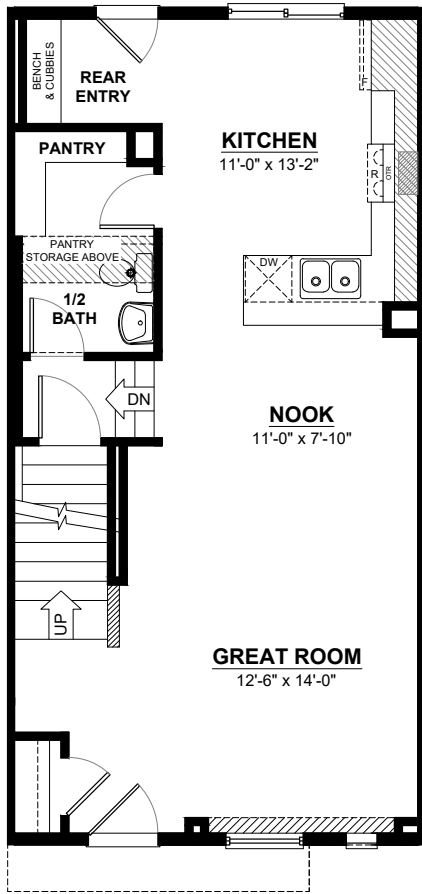 BENCH
& CUBBIES
REAR
ENTRY
F
KITCHEN
11'-0" x 13'-2"
R
OTR
PANTRY
PANTRY
STORAGE ABOVE
1/2
BATH
DW
DN
NOOK
11'-0" x 7'-10"
UP
GREAT ROOM
12'-6" x 14'-0"